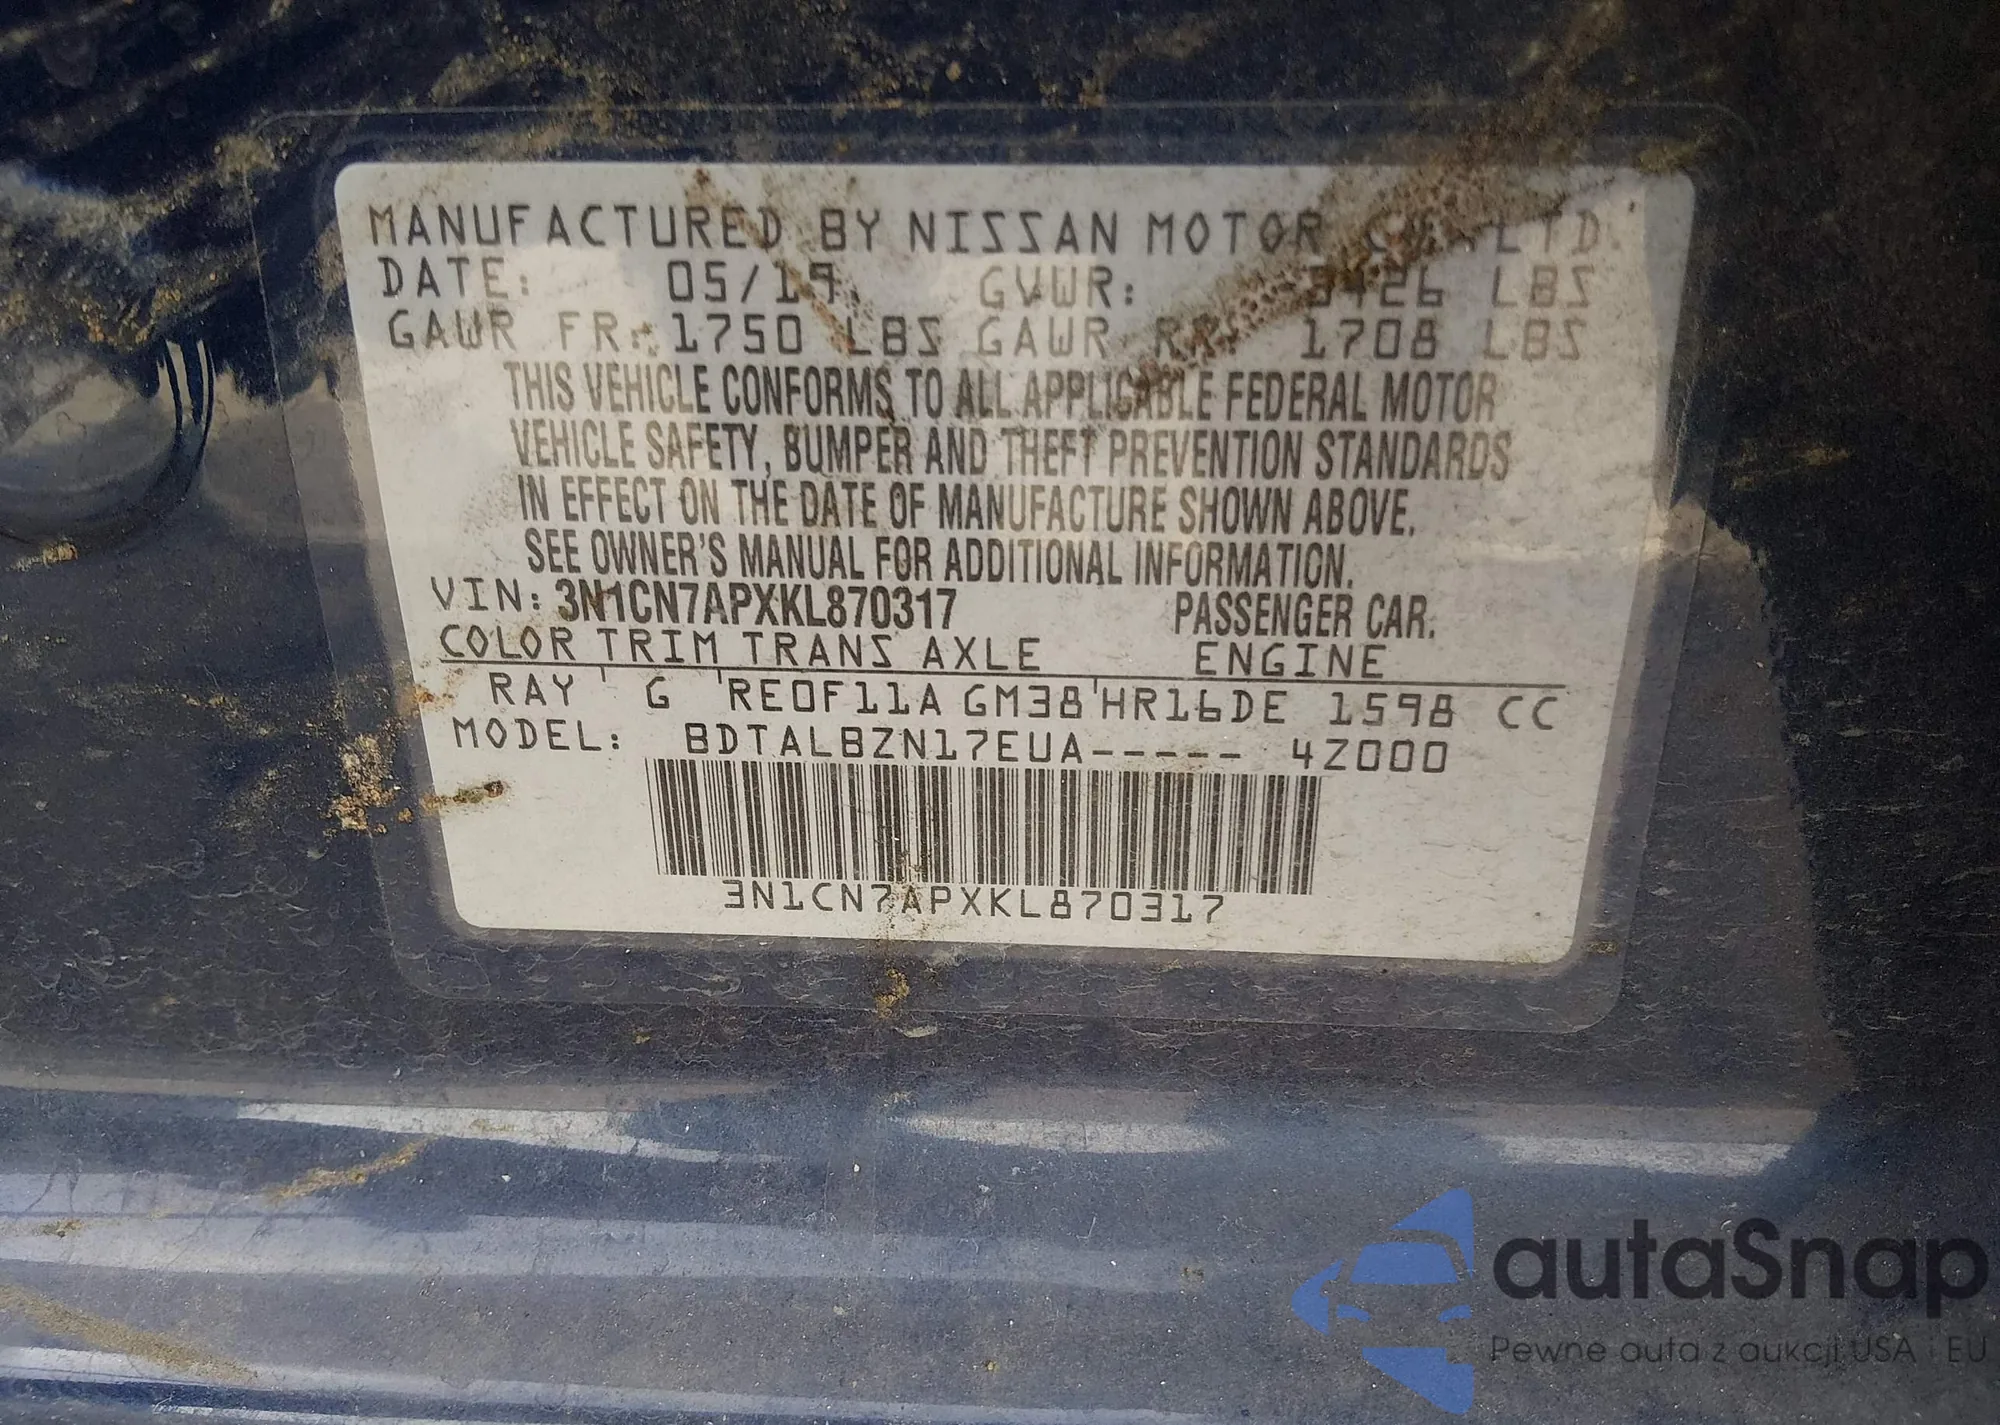 MANUFACTURED BY NISSAN MOTOR LTD.
DATE: 05/19 GVWR: LBS
GAWR FR: 1750 LBS GAWR RR: 1708 LBS
THIS VEHICLE CONFORMS TO ALL APPLICABLE FEDERAL MOTOR
VEHICLE SAFETY, BUMPER AND THEFT PREVENTION STANDARDS
IN EFFECT ON THE DATE OF MANUFACTURE SHOWN ABOVE.
SEE OWNER'S MANUAL FOR ADDITIONAL INFORMATION.
VIN: 3N1CN7APXKL870317 PASSENGER CAR.
COLOR TRIM TRANS AXLE ENGINE
RAY G RE0F11A GM38 HR16DE 1598 CC
MODEL: BDTALBZN17EUA----- 4Z000
3N1CN7APXKL870317
autaSnap
Pewne auta z aukcji USA i EU